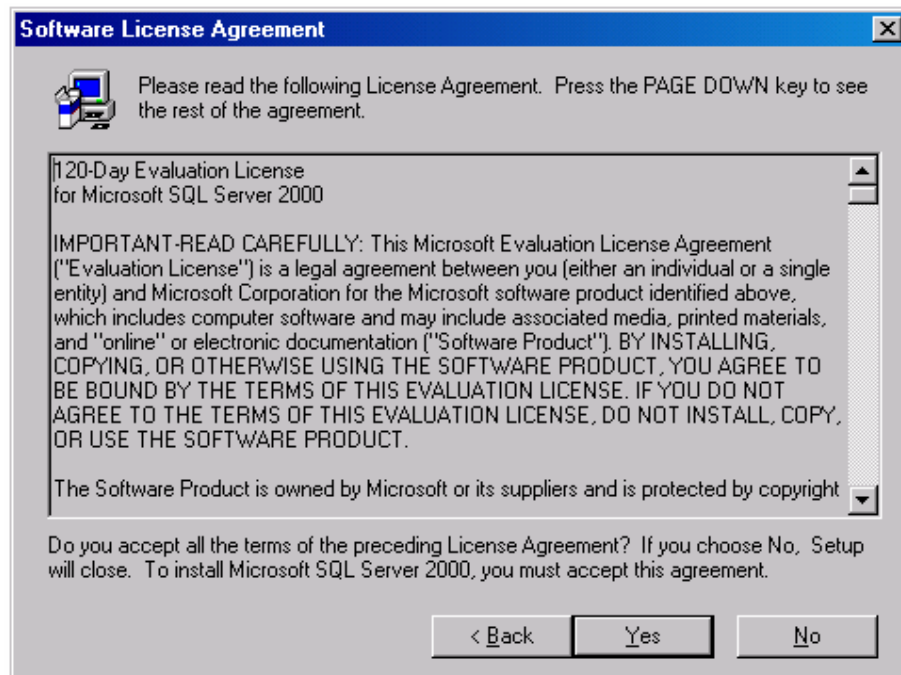 Software License Agreement
Please read the following License Agreement. Press the PAGE DOWN key to see
the rest of the agreement.
120-Day Evaluation License
for Microsoft SQL Server 2000
IMPORTANT-READ CAREFULLY: This Microsoft Evaluation License Agreement
("Evaluation License") is a legal agreement between you (either an individual or a single
entity) and Microsoft Corporation for the Microsoft software product identified above,
which includes computer software and may include associated media, printed materials,
and "online" or electronic documentation ("Software Product"). BY INSTALLING,
COPYING, OR OTHERWISE USING THE SOFTWARE PRODUCT, YOU AGREE TO
BE BOUND BY THE TERMS OF THIS EVALUATION LICENSE. IF YOU DO NOT
AGREE TO THE TERMS OF THIS EVALUATION LICENSE, DO NOT INSTALL, COPY,
OR USE THE SOFTWARE PRODUCT.
The Software Product is owned by Microsoft or its suppliers and is protected by copyright
Do you accept all the terms of the preceding License Agreement? If you choose No, Setup
will close. To install Microsoft SQL Server 2000, you must accept this agreement.
< Back Yes No